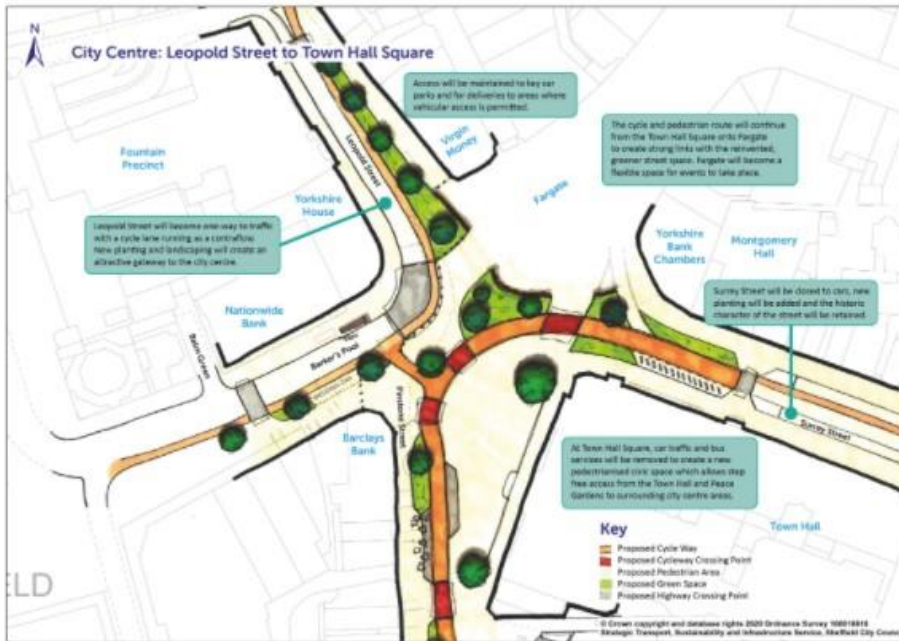 N
City Centre: Leopold Street to Town Hall Square
Access will be maintained to key car
parks and for deliveries to areas where
vehicular access is permitted.
The cycle and pedestrian route will continue
from the Town Hall Square onto Fargate
to create strong links with the reinvented,
greener street space. Fargate will become a
flexible space for events to take place.
Fountain
Precinct
Leopold Street
Virgin
Money
Fargate
Yorkshire
House
Leopold Street will become one-way to traffic
with a cycle lane running as a contraflow.
New planting and landscaping will create an
attractive gateway to the city centre.
Yorkshire
Bank
Chambers
Montgomery
Hall
Surrey Street will be closed to cars, new
planting will be added and the historic
character of the street will be retained.
Nationwide
Bank
Balm Green
Barker's Pool
Pinstone Street
Barclays
Bank
Surrey Street
At Town Hall Square, car traffic and bus
services will be removed to create a new
pedestrianised civic space which allows step
free access from the Town Hall and Peace
Gardens to surrounding city centre areas.
Town Hall
Key
Proposed Cycle Way
Proposed Cycleway Crossing Point
Proposed Pedestrian Area
Proposed Green Space
Proposed Highway Crossing Point
ELD
© Crown copyright and database rights 2020 Ordnance Survey
Strategic Transport, Sustainability and Infrastructure Service, Sheffield City Counc